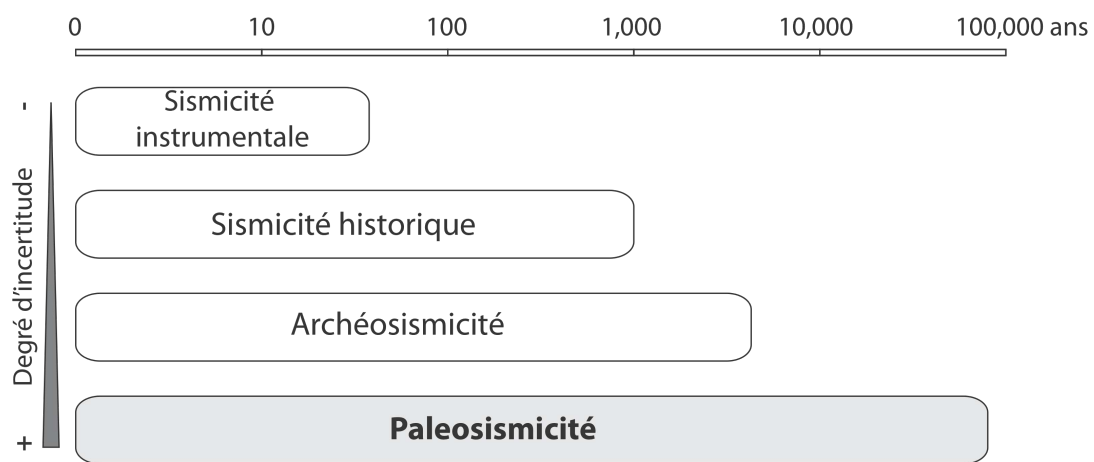 0 10 100 1,000 10,000 100,000 ans
-
Sismicité
instrumentale
Sismicité historique
Degré d'incertitude
Archéosismicité
Paleosismicité
+